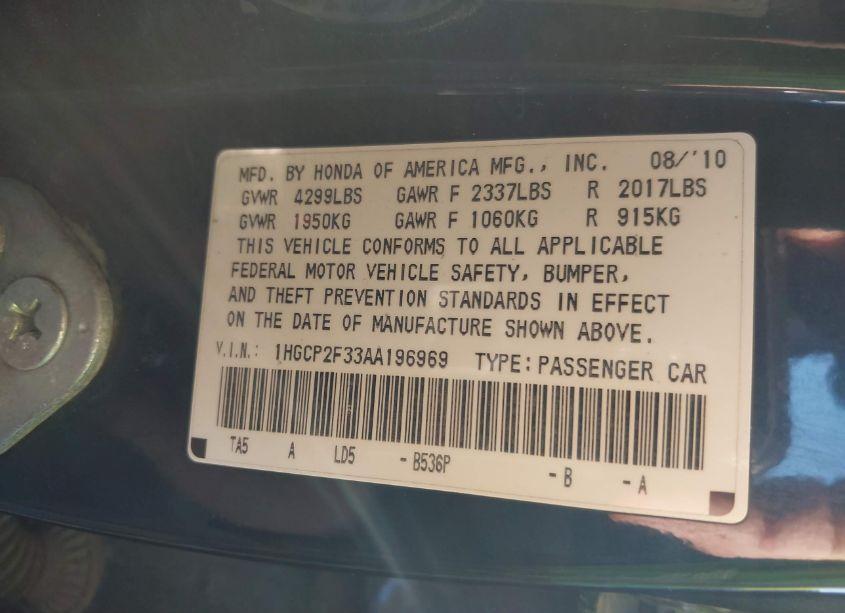 MFD. BY HONDA OF AMERICA MFG., INC. 08/'10
GVWR 4299LBS GAWR F 2337LBS R 2017LBS
GVWR 1950KG GAWR F 1060KG R 915KG
THIS VEHICLE CONFORMS TO ALL APPLICABLE
FEDERAL MOTOR VEHICLE SAFETY, BUMPER,
AND THEFT PREVENTION STANDARDS IN EFFECT
ON THE DATE OF MANUFACTURE SHOWN ABOVE.
V.I.N.: 1HGCP2F33AA196969 TYPE: PASSENGER CAR
TA5 A LD5 - B536P - B - A